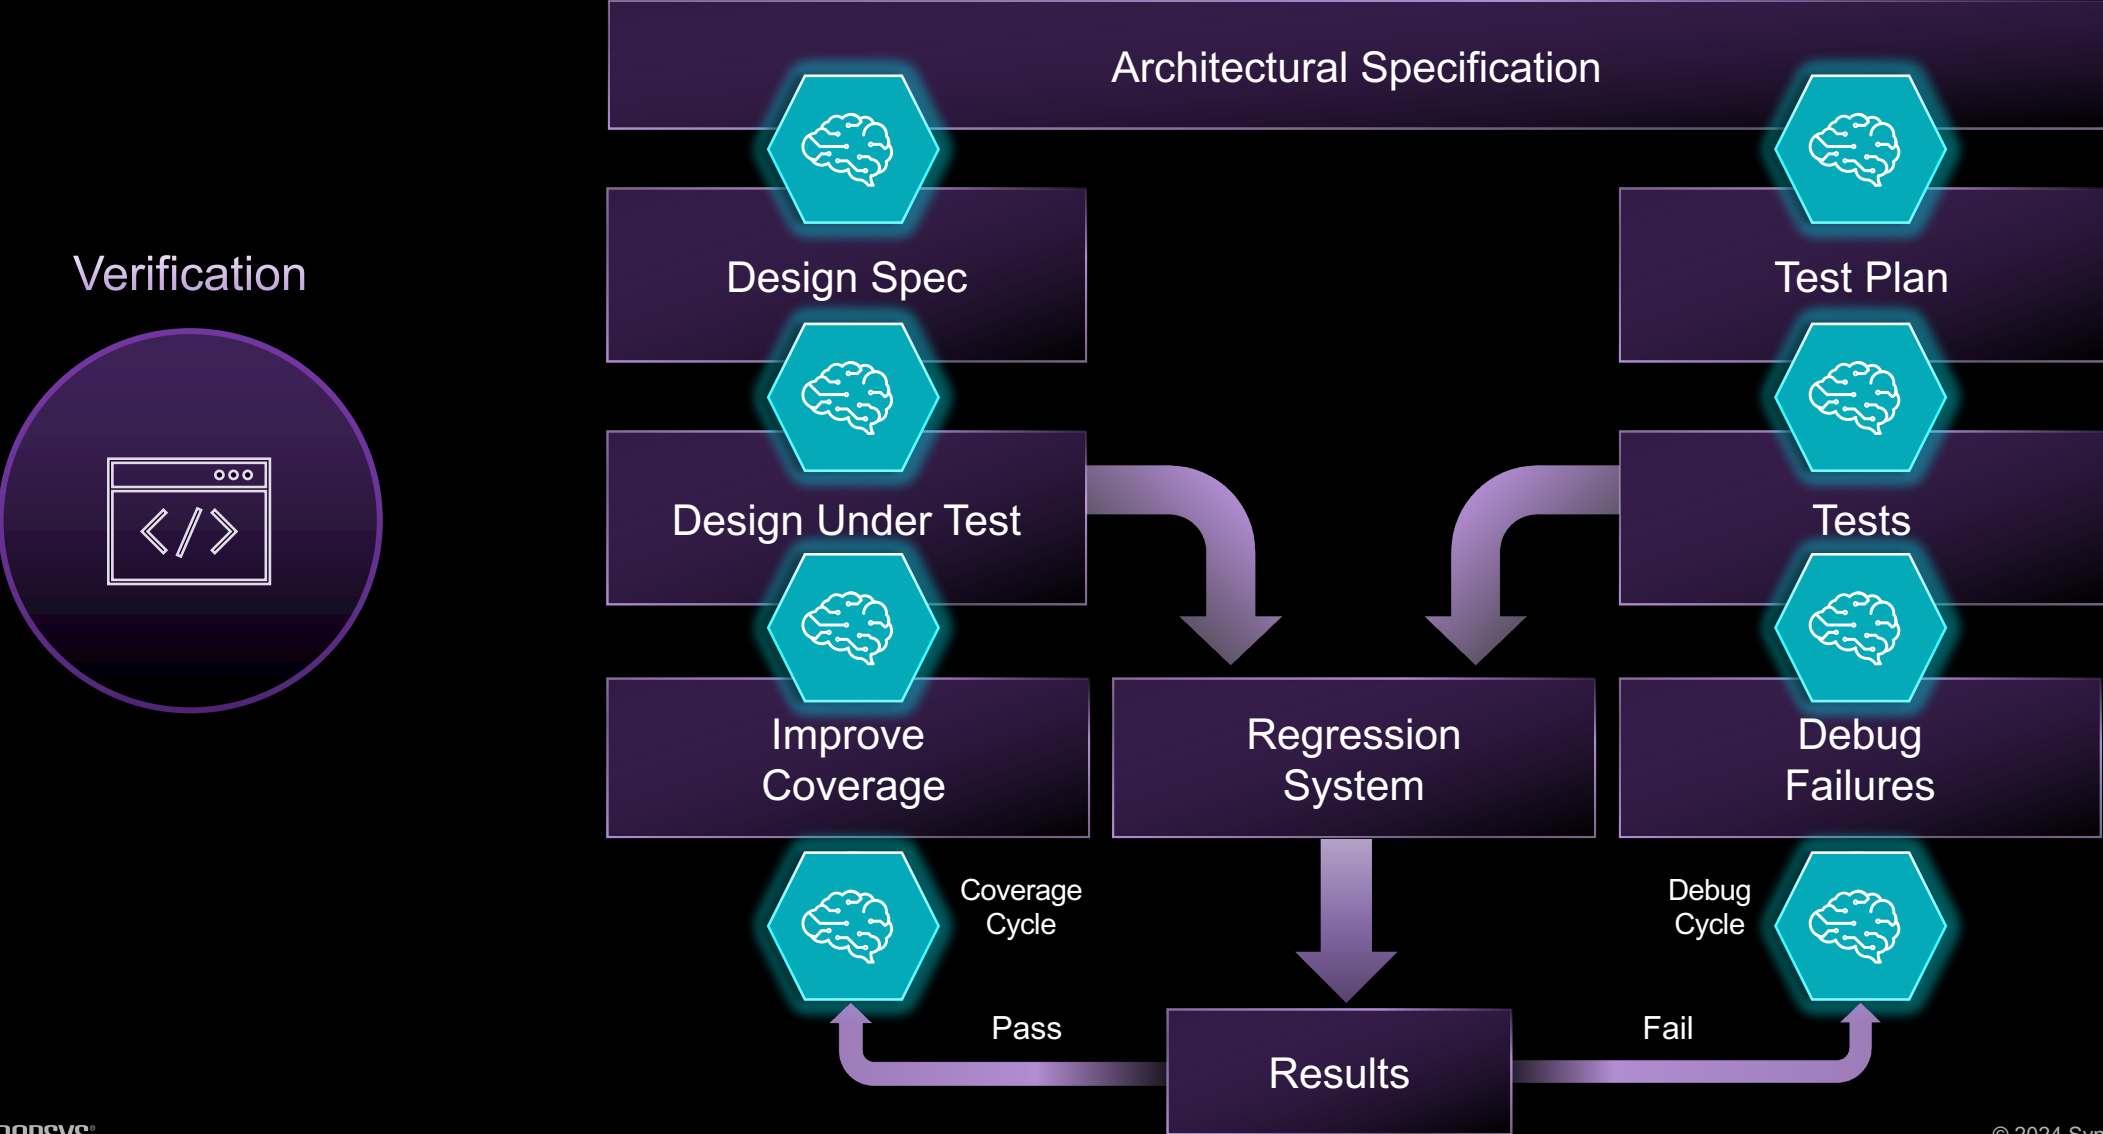 Architectural Specification
Verification
Design Spec
Test Plan
Design Under Test
Tests
Improve
Coverage
Regression
System
Debug
Failures
Coverage
Cycle
Debug
Cycle
Pass
Fail
Results
© 2024